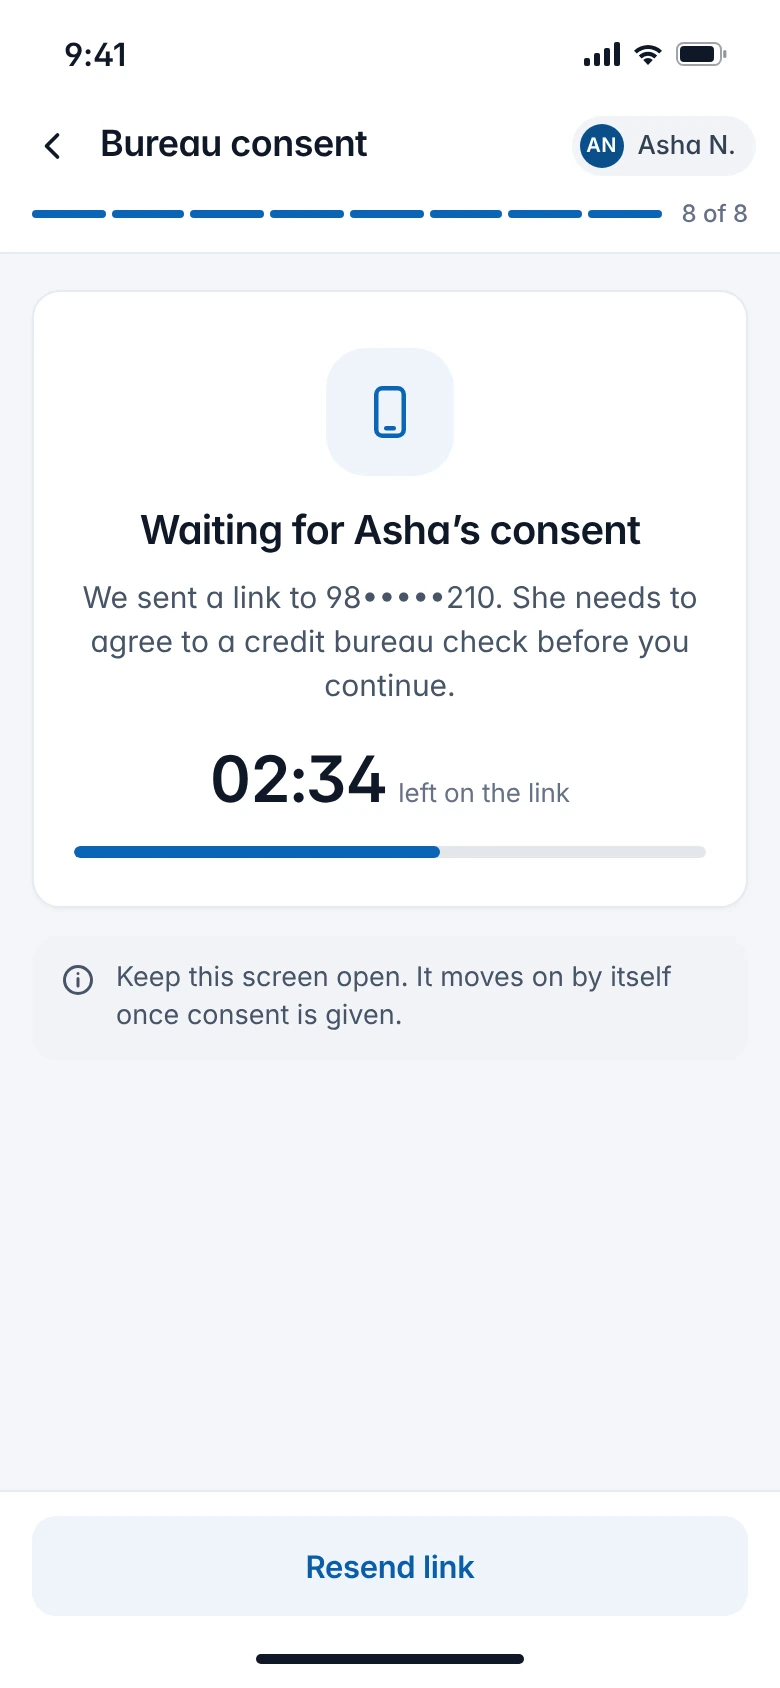 9:41
Bureau consent
AN Asha N.
8 of 8
Waiting for Asha’s consent
We sent a link to 98•••••210. She needs to
agree to a credit bureau check before you
continue.
02:34 left on the link
Keep this screen open. It moves on by itself
once consent is given.
Resend link